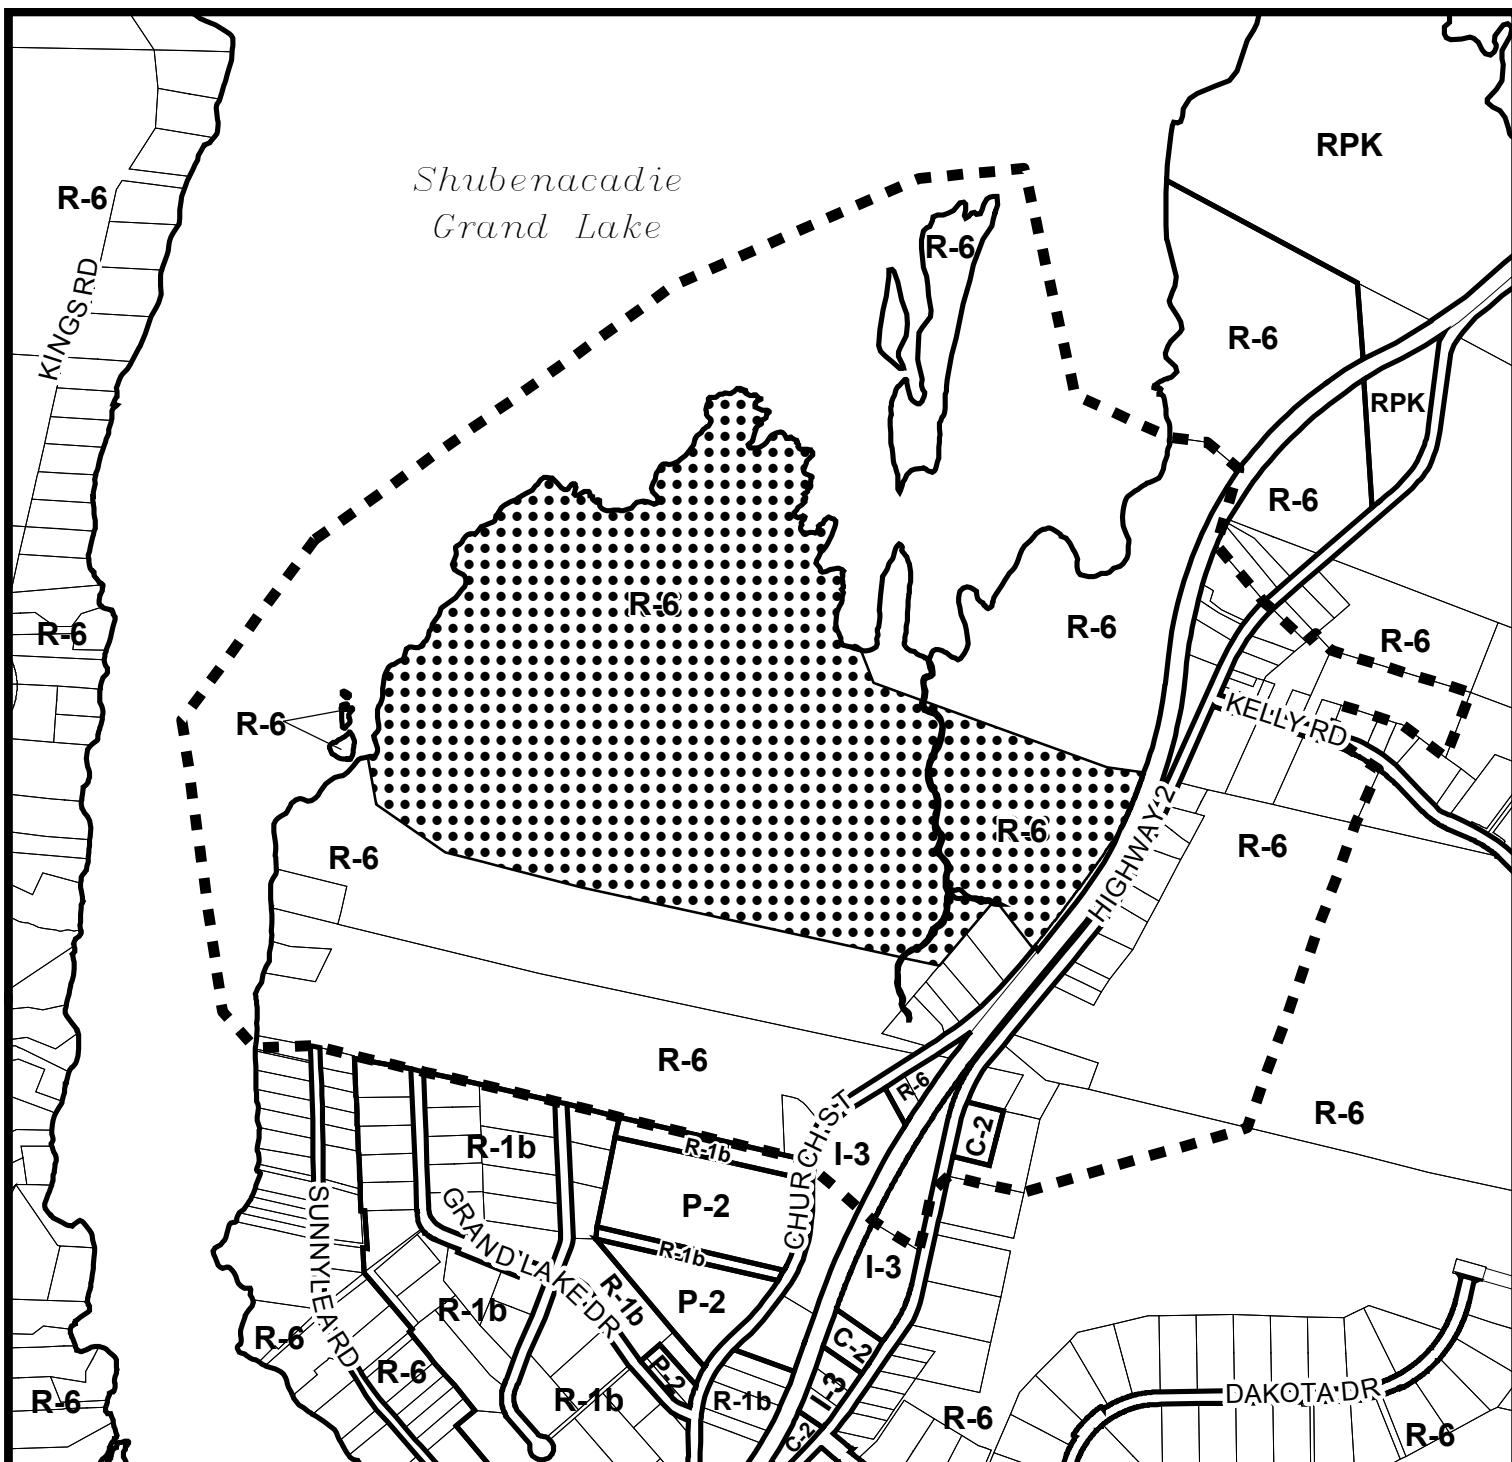 RPK
Shubenacadie
Grand Lake
R-6
R-6
KINGS RD
R-6
RPK
R-6
R-6
R-6
R-6
R-6
R-6
KELLY RD
R-6
R-6
HIGHWAY 2
R-6
R-6
R-6
R-6
R-6
CHURCH ST
C-2
R-1b
R-1b
I-3
P-2
SUNNYLEA RD
GRAND LAKE DR
R-1b
I-3
R-1b
P-2
R-1b
R-6
C-2
R-6
P-2
I-3
R-6
R-1b
R-1b
R-6
DAKOTA DR
C-2
R-6